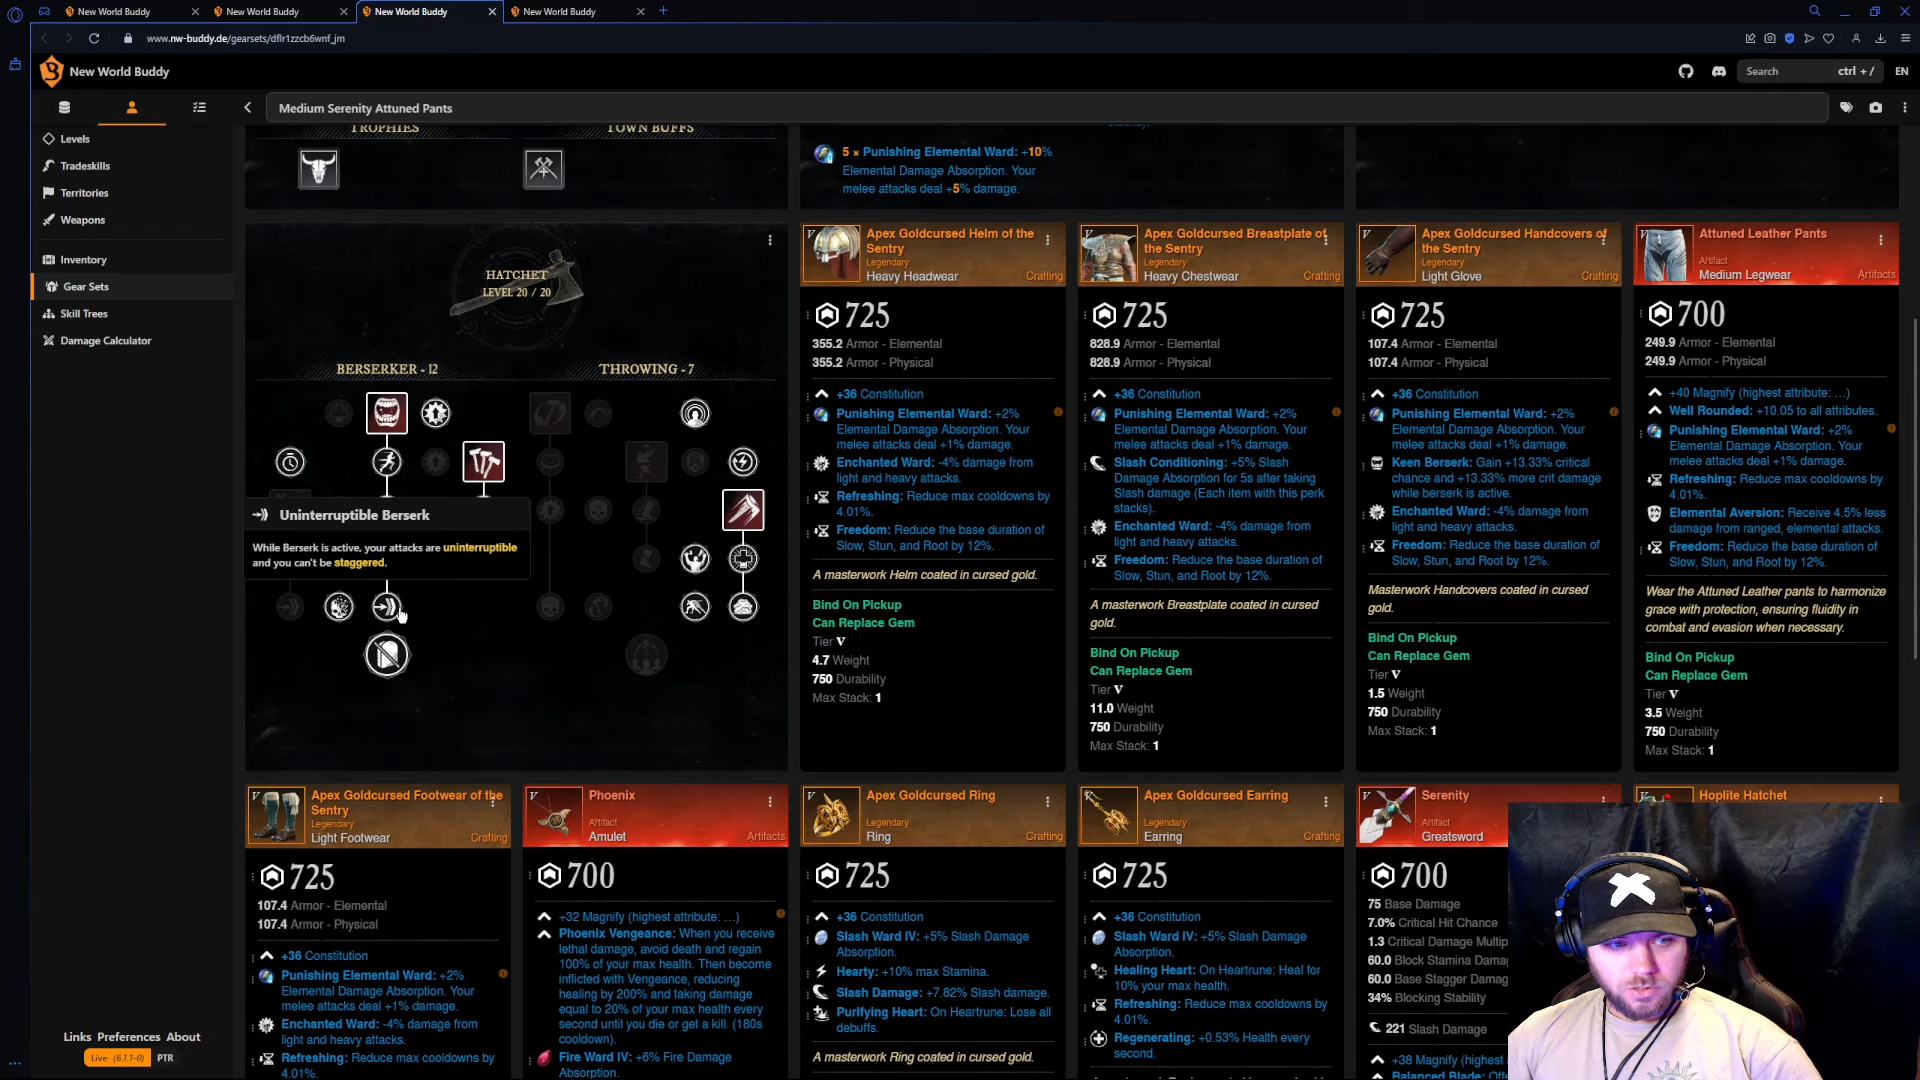 New World Buddy
New World Buddy
New World Buddy
New World Buddy
www.nw-buddy.de/gearsets/dflr1zzcb6wnf_jm
New World Buddy
Search
ctrl + /
EN
Medium Serenity Attuned Pants
Levels
Tradeskills
Territories
Weapons
Inventory
Gear Sets
Skill Trees
Damage Calculator
Links Preferences About
Live (6.1.1-0)
PTR
TROPHIES
TOWN BUFFS
5 × Punishing Elemental Ward: +10%
Elemental Damage Absorption. Your
melee attacks deal +5% damage.
HATCHET
LEVEL 20 / 20
BERSERKER - 12
THROWING - 7
Uninterruptible Berserk
While Berserk is active, your attacks are uninterruptible
and you can't be staggered.
Apex Goldcursed Helm of the
Sentry
Legendary
Heavy Headwear
Crafting
725
355.2 Armor - Elemental
355.2 Armor - Physical
+36 Constitution
Punishing Elemental Ward: +2%
Elemental Damage Absorption. Your
melee attacks deal +1% damage.
Enchanted Ward: -4% damage from
light and heavy attacks.
Refreshing: Reduce max cooldowns by
4.01%.
Freedom: Reduce the base duration of
Slow, Stun, and Root by 12%.
A masterwork Helm coated in cursed gold.
Bind On Pickup
Can Replace Gem
Tier V
4.7 Weight
750 Durability
Max Stack: 1
Apex Goldcursed Breastplate of
the Sentry
Legendary
Heavy Chestwear
Crafting
725
828.9 Armor - Elemental
828.9 Armor - Physical
+36 Constitution
Punishing Elemental Ward: +2%
Elemental Damage Absorption. Your
melee attacks deal +1% damage.
Slash Conditioning: +5% Slash
Damage Absorption for 5s after taking
Slash damage (Each item with this perk
stacks).
Enchanted Ward: -4% damage from
light and heavy attacks.
Freedom: Reduce the base duration of
Slow, Stun, and Root by 12%.
A masterwork Breastplate coated in cursed
gold.
Bind On Pickup
Can Replace Gem
Tier V
11.0 Weight
750 Durability
Max Stack: 1
Apex Goldcursed Handcovers of
the Sentry
Legendary
Light Glove
Crafting
725
107.4 Armor - Elemental
107.4 Armor - Physical
+36 Constitution
Punishing Elemental Ward: +2%
Elemental Damage Absorption. Your
melee attacks deal +1% damage.
Keen Berserk: Gain +13.33% critical
chance and +13.33% more crit damage
while berserk is active.
Enchanted Ward: -4% damage from
light and heavy attacks.
Freedom: Reduce the base duration of
Slow, Stun, and Root by 12%.
Masterwork Handcovers coated in cursed
gold.
Bind On Pickup
Can Replace Gem
Tier V
1.5 Weight
750 Durability
Max Stack: 1
Attuned Leather Pants
Artifact
Medium Legwear
Artifacts
700
249.9 Armor - Elemental
249.9 Armor - Physical
+40 Magnify (highest attribute: ...)
Well Rounded: +10.05 to all attributes.
Punishing Elemental Ward: +2%
Elemental Damage Absorption. Your
melee attacks deal +1% damage.
Refreshing: Reduce max cooldowns by
4.01%.
Elemental Aversion: Receive 4.5% less
damage from ranged, elemental attacks.
Freedom: Reduce the base duration of
Slow, Stun, and Root by 12%.
Wear the Attuned Leather pants to harmonize
grace with protection, ensuring fluidity in
combat and evasion when necessary.
Bind On Pickup
Can Replace Gem
Tier V
3.5 Weight
750 Durability
Max Stack: 1
Apex Goldcursed Footwear of the
Sentry
Legendary
Light Footwear
Crafting
725
107.4 Armor - Elemental
107.4 Armor - Physical
+36 Constitution
Punishing Elemental Ward: +2%
Elemental Damage Absorption. Your
melee attacks deal +1% damage.
Enchanted Ward: -4% damage from
light and heavy attacks.
Refreshing: Reduce max cooldowns by
4.01%.
Phoenix
Artifact
Amulet
Artifacts
700
+32 Magnify (highest attribute: ...)
Phoenix Vengeance: When you receive
lethal damage, avoid death and regain
100% of your max health. Then become
inflicted with Vengeance, reducing
healing by 200% and taking damage
equal to 20% of your max health every
second until you die or get a kill. (180s
cooldown).
Fire Ward IV: +6% Fire Damage
Absorption.
Apex Goldcursed Ring
Legendary
Ring
Crafting
725
+36 Constitution
Slash Ward IV: +5% Slash Damage
Absorption.
Hearty: +10% max Stamina.
Slash Damage: +7.82% Slash damage.
Purifying Heart: On Heartrune: Lose all
debuffs.
A masterwork Ring coated in cursed gold.
Apex Goldcursed Earring
Legendary
Earring
Crafting
725
+36 Constitution
Slash Ward IV: +5% Slash Damage
Absorption.
Healing Heart: On Heartrune: Heal for
10% your max health.
Refreshing: Reduce max cooldowns by
4.01%.
Regenerating: +0.53% Health every
second.
Serenity
Artifact
Greatsword
700
75 Base Damage
7.0% Critical Hit Chance
1.3 Critical Damage Multip
60.0 Block Stamina Damag
60.0 Base Stagger Damag
34% Blocking Stability
221 Slash Damage
+38 Magnify (highest
Balanced Blade: Offe
Hoplite Hatchet